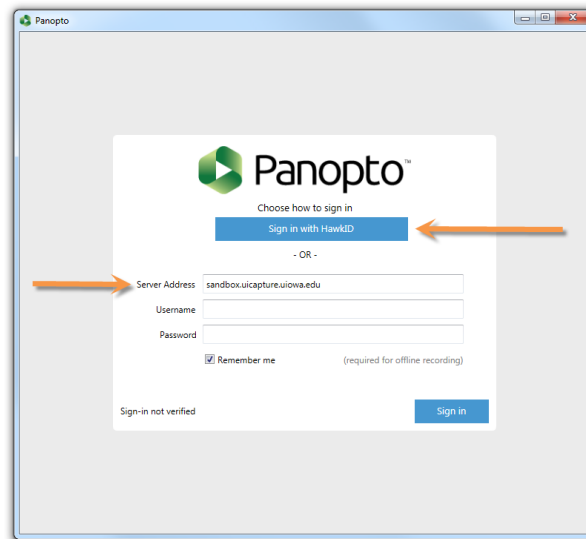 Panopto
Panopto™
Choose how to sign in
Sign in with HawkID
- OR -
Server Address sandbox.uicapture.uiowa.edu
Username
Password
Remember me (required for offline recording)
Sign-in not verified Sign in